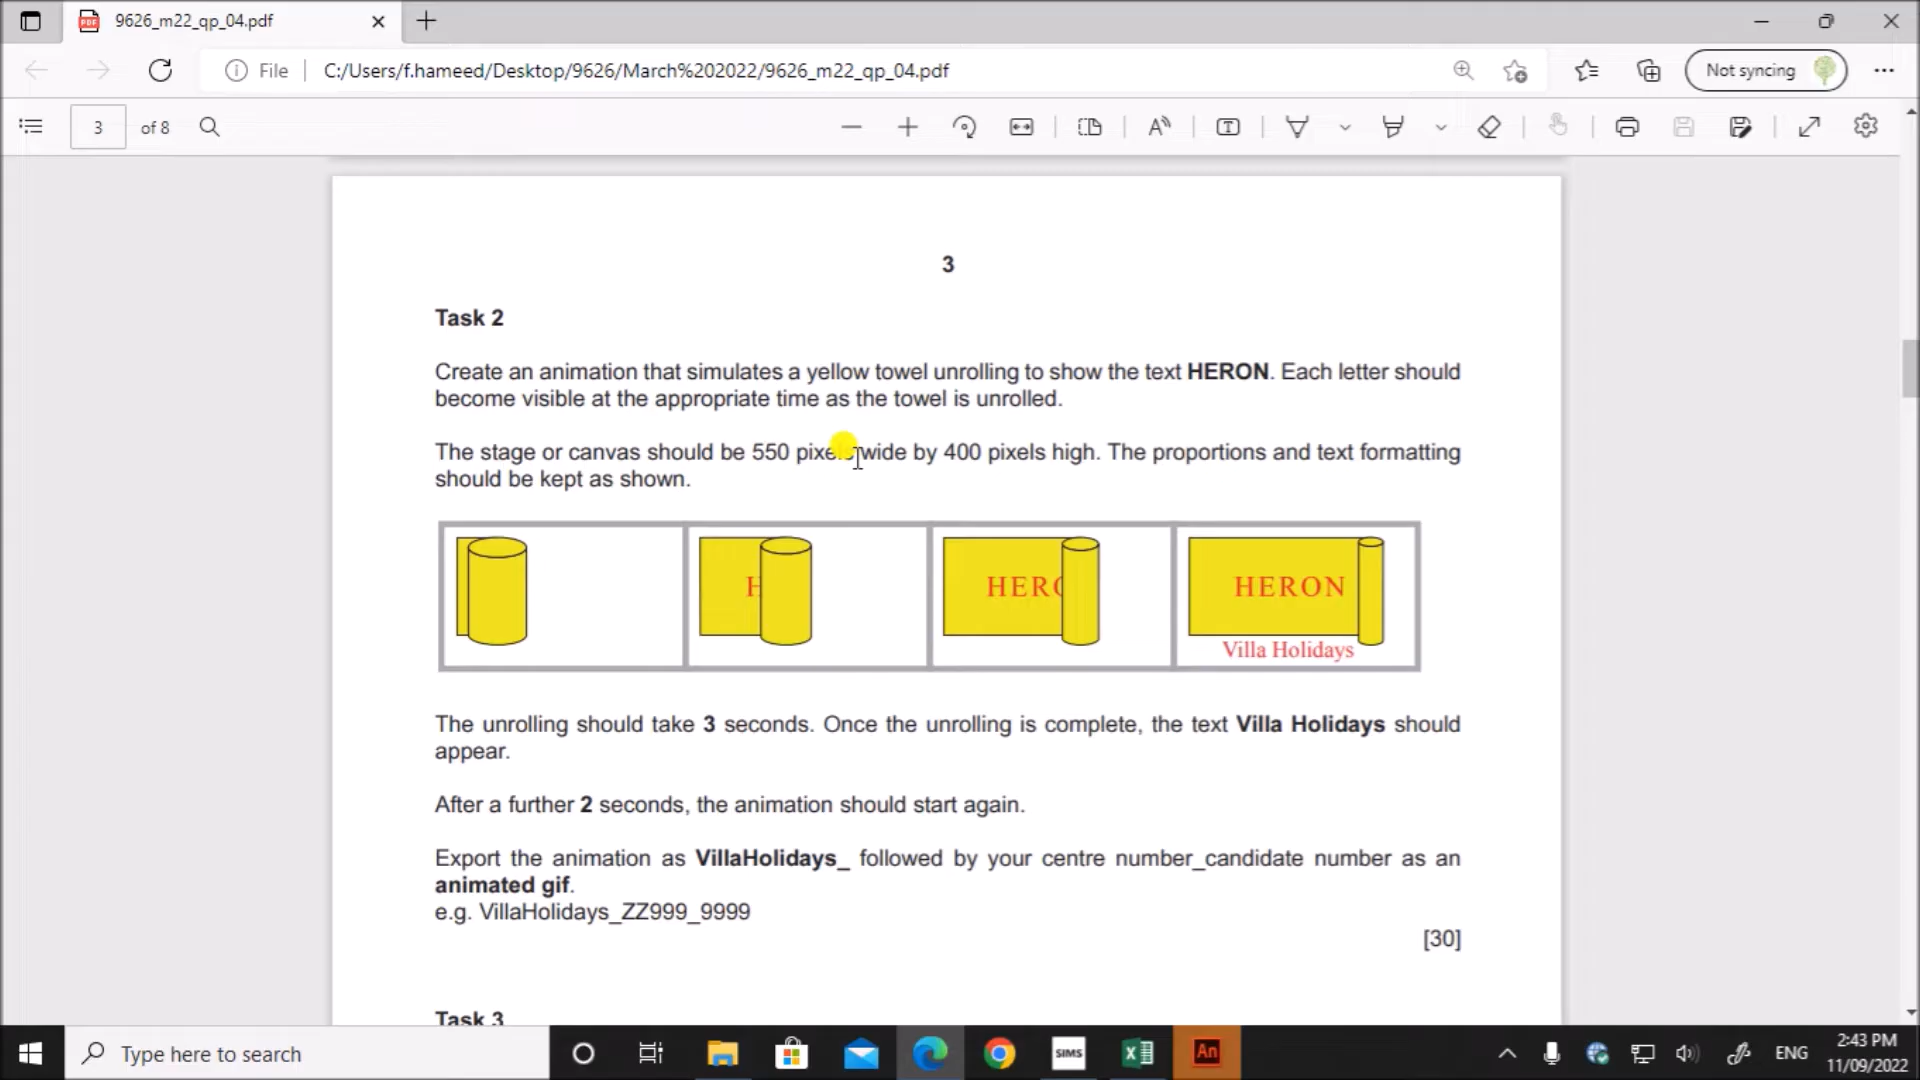 9626_m22_qp_04.pdf
File
C:/Users/f.hameed/Desktop/9626/March%202022/9626_m22_qp_04.pdf
Not syncing
3 of 8
3
Task 2
Create an animation that simulates a yellow towel unrolling to show the text HERON. Each letter should
become visible at the appropriate time as the towel is unrolled.
The stage or canvas should be 550 pixels wide by 400 pixels high. The proportions and text formatting
should be kept as shown.
H
HERO
HERON
Villa Holidays
The unrolling should take 3 seconds. Once the unrolling is complete, the text Villa Holidays should
appear.
After a further 2 seconds, the animation should start again.
Export the animation as VillaHolidays_ followed by your centre number_candidate number as an
animated gif.
e.g. VillaHolidays_ZZ999_9999
[30]
Task 3
Type here to search
SIMS
An
ENG
2:43 PM
11/09/2022